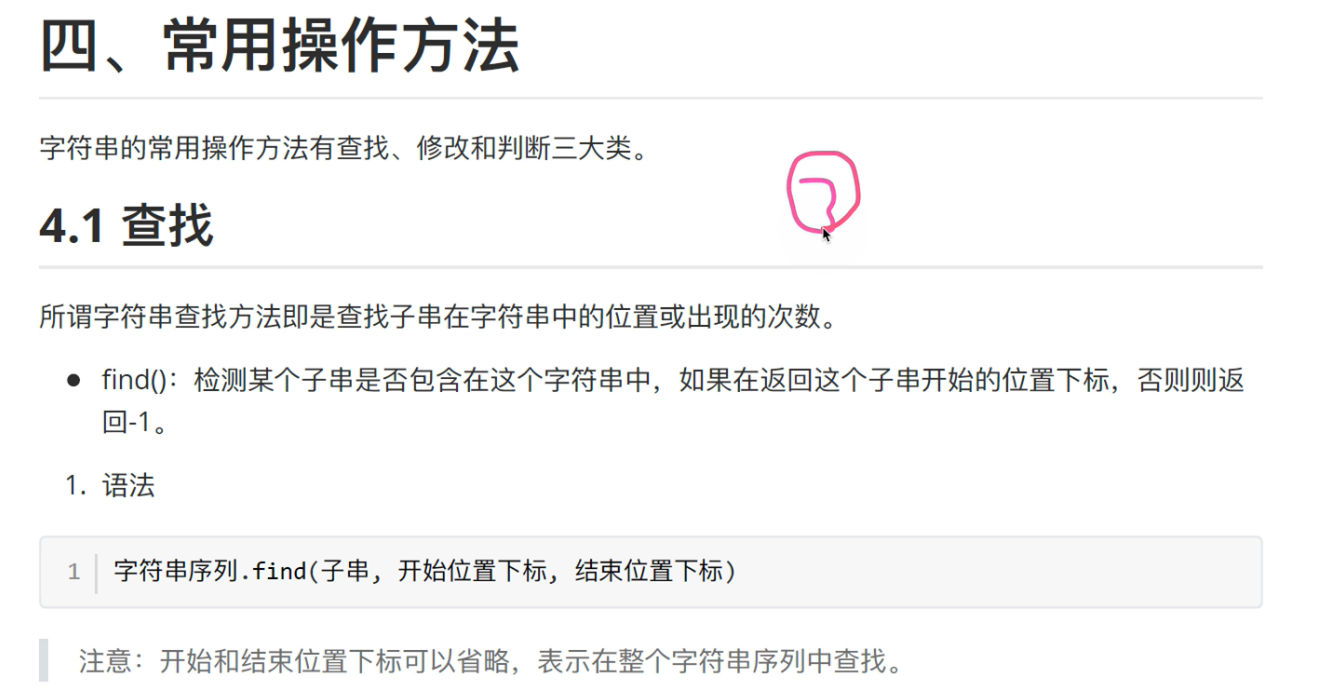 四、常用操作方法
字符串的常用操作方法有查找、修改和判断三大类。
4.1 查找
所谓字符串查找方法即是查找子串在字符串中的位置或出现的次数。
● find()：检测某个子串是否包含在这个字符串中，如果在返回这个子串开始的位置下标，否则则返
回-1。
1. 语法
1 字符串序列.find(子串, 开始位置下标, 结束位置下标)
注意：开始和结束位置下标可以省略，表示在整个字符串序列中查找。